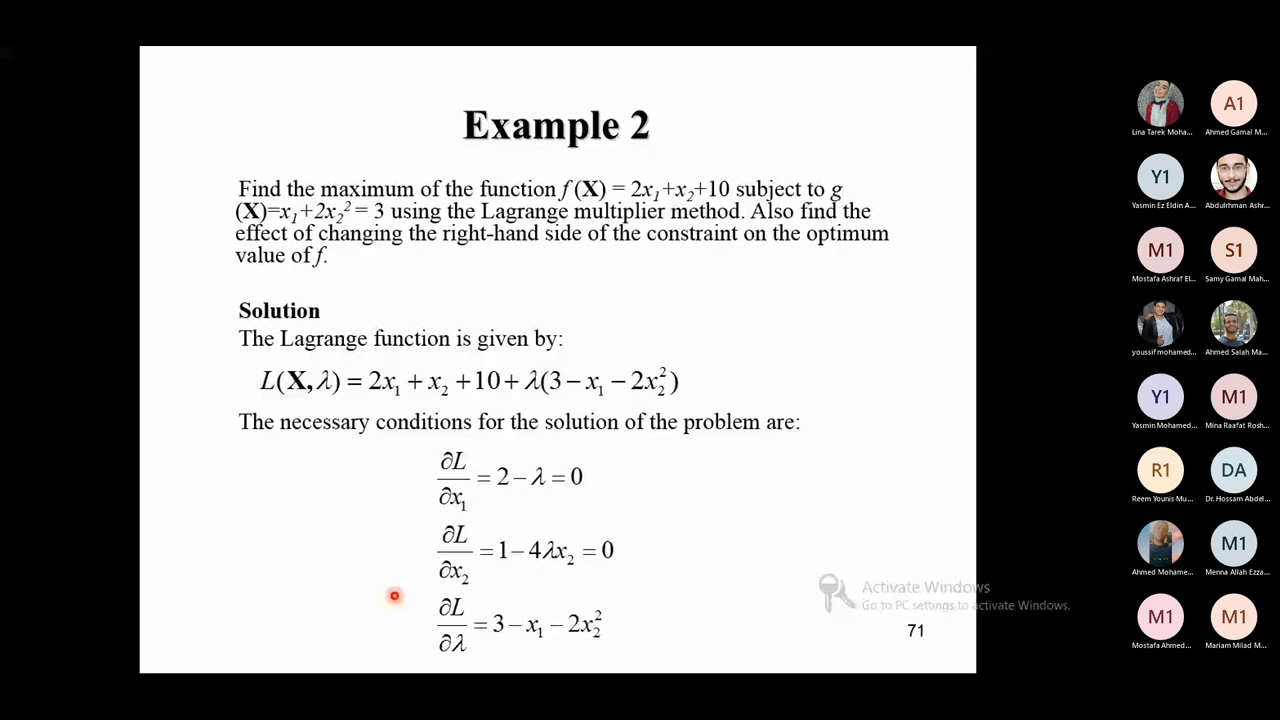 Example 2
Find the maximum of the function f (X) = 2x₁+x₂+10 subject to g
(X)=x₁+2x₂² = 3 using the Lagrange multiplier method. Also find the
effect of changing the right-hand side of the constraint on the optimum
value of f.
Solution
The Lagrange function is given by:
L(X, λ) = 2x₁ + x₂ + 10 + λ(3 − x₁ − 2x₂²)
The necessary conditions for the solution of the problem are:
∂L/∂x₁ = 2 − λ = 0
∂L/∂x₂ = 1 − 4λx₂ = 0
∂L/∂λ = 3 − x₁ − 2x₂²
71
Activate Windows
Go to PC settings to activate Windows.
A1
Lina Tarek Moha...
Ahmed Gamal M...
Y1
Yasmin Ez Eldin A...
Abdulrhman Ashr...
M1
S1
Mostafa Ashraf El...
Samy Gamal Mah...
youssif mohamed...
Ahmed Salah Ma...
Y1
M1
Yasmin Mohamed...
Mina Raafat Rosh...
R1
DA
Reem Younis Mu...
Dr. Hossam Abdel...
M1
Ahmed Mohame...
Menna Allah Ezza...
M1
M1
Mostafa Ahmed...
Mariam Milad M...